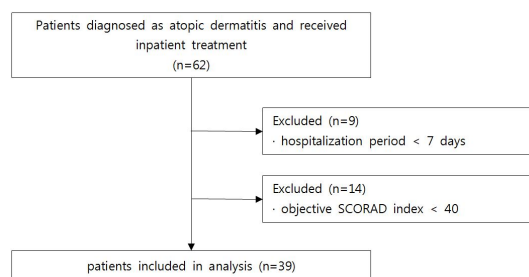 Patients diagnosed as atopic dermatitis and received
inpatient treatment
(n=62)
Excluded (n=9)
· hospitalization period < 7 days
Excluded (n=14)
· objective SCORAD index < 40
patients included in analysis (n=39)